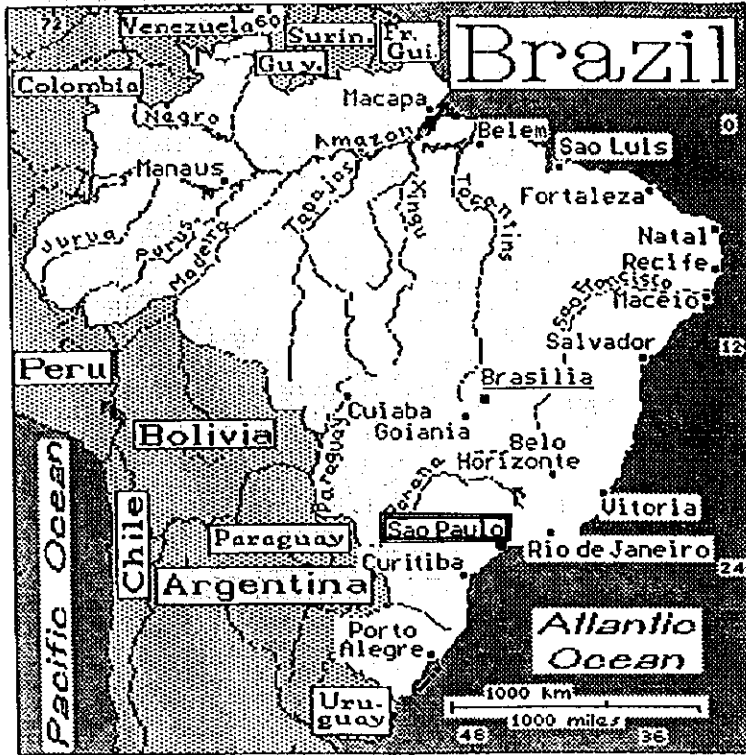 72
Venezuela
60
Surin.
Fr.
Gui.
Brazil
Colombia
Guy.
Macapa
Negro
Amazon
Belem
0
Sao Luis
Manaus
Tapajos
Xingu
Tocantins
Fortaleza
Jurua
Purus
Madeira
Natal
Recife
Sao Francisco
Maceio
Salvador
12
Peru
Brasilia
Cuiaba
Goiania
Bolivia
Paraguay
Belo
Horizonte
Parana
Vitoria
Pacific Ocean
Chile
Paraguay
Sao Paulo
Rio de Janeiro
Curitiba
24
Argentina
Atlantic
Ocean
Porto
Alegre
Uru-
guay
1000 km
1000 miles
48
36